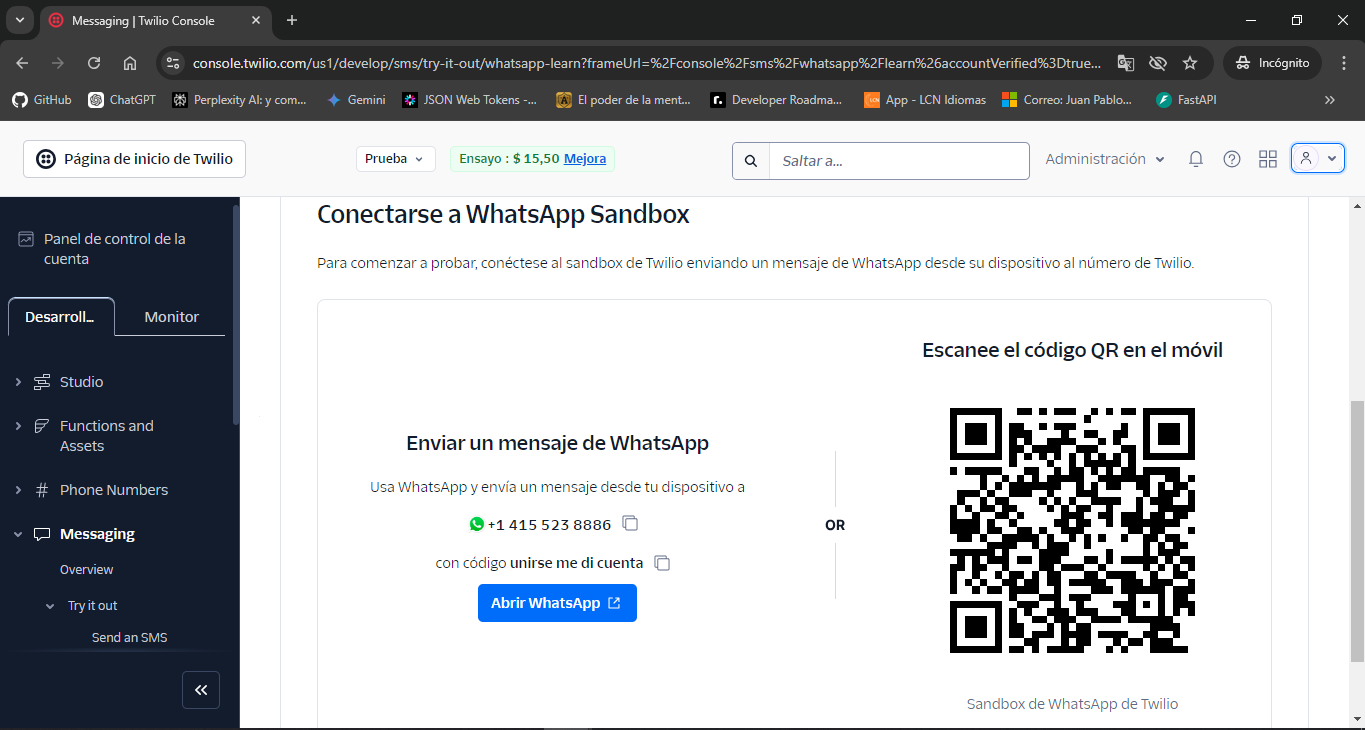 Messaging | Twilio Console
console.twilio.com/us1/develop/sms/try-it-out/whatsapp-learn?frameUrl=%2Fconsole%2Fsms%2Fwhatsapp%2Flearn%26accountVerified%3Dtrue...
Incógnito
GitHub
ChatGPT
Perplexity AI: y com...
Gemini
JSON Web Tokens -...
El poder de la ment...
Developer Roadma...
App - LCN Idiomas
Correo: Juan Pablo...
FastAPI
Página de inicio de Twilio
Prueba
Ensayo : $ 15,50 Mejora
Saltar a...
Administración
Panel de control de la
cuenta
Desarroll...
Monitor
Studio
Functions and
Assets
Phone Numbers
Messaging
Overview
Try it out
Send an SMS
Conectarse a WhatsApp Sandbox
Para comenzar a probar, conéctese al sandbox de Twilio enviando un mensaje de WhatsApp desde su dispositivo al número de Twilio.
Enviar un mensaje de WhatsApp
Usa WhatsApp y envía un mensaje desde tu dispositivo a
+1 415 523 8886
con código unirse me di cuenta
Abrir WhatsApp
OR
Escanee el código QR en el móvil
Sandbox de WhatsApp de Twilio